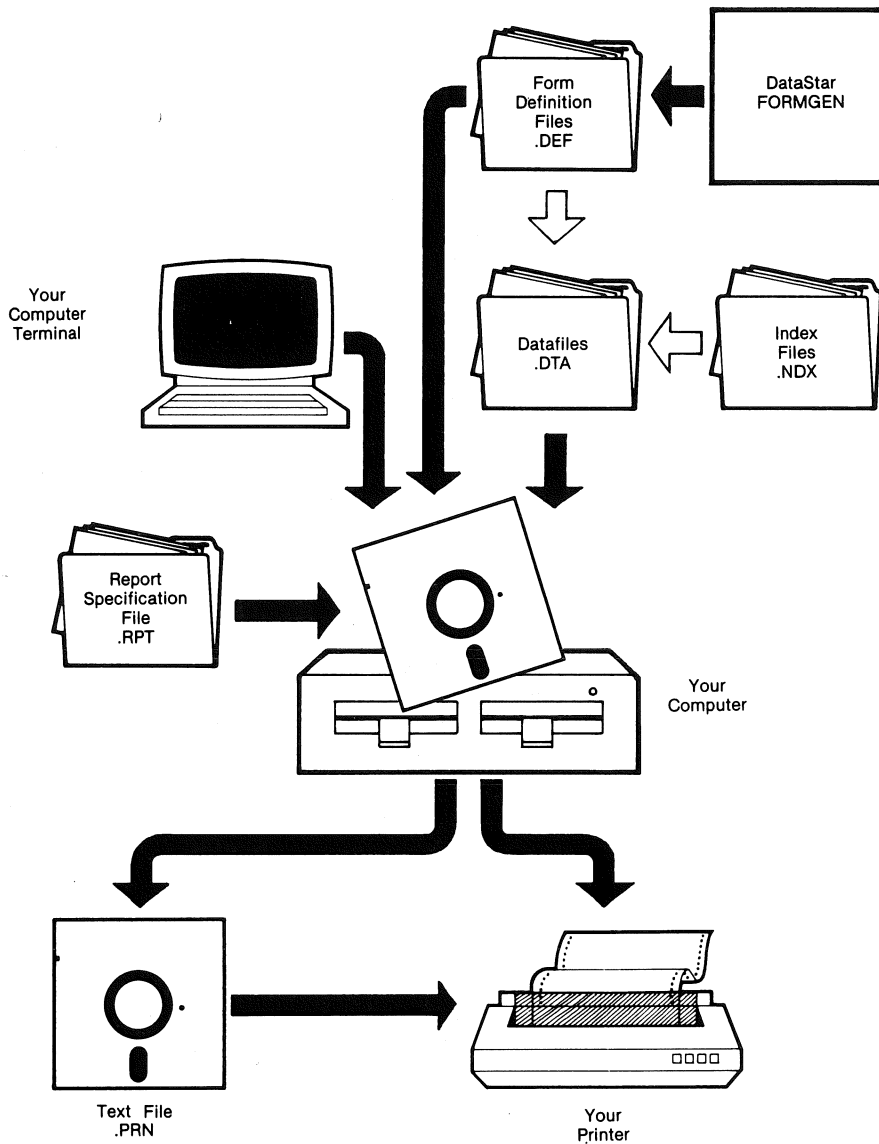 Form
Definition
Files
.DEF
DataStar
FORMGEN
Your
Computer
Terminal
Datafiles
.DTA
Index
Files
.NDX
Report
Specification
File
.RPT
Your
Computer
Text File
.PRN
Your
Printer